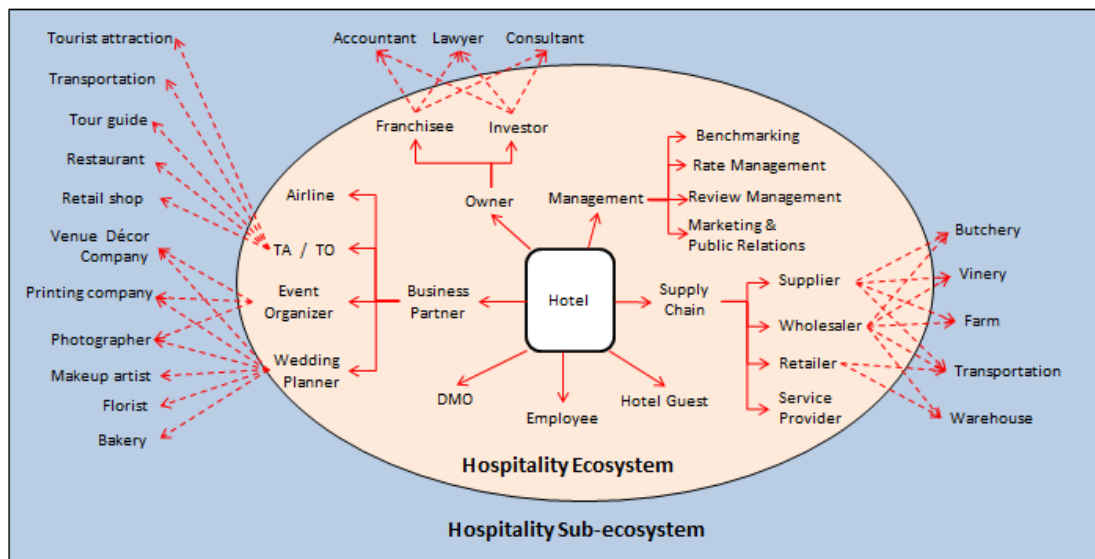 Tourist attraction
Transportation
Tour guide
Restaurant
Retail shop
Venue Décor
Company
Printing company
Photographer
Makeup artist
Florist
Bakery
Accountant
Lawyer
Consultant
Franchisee
Investor
Owner
Management
Benchmarking
Rate Management
Review Management
Marketing &
Public Relations
Airline
TA / TO
Event
Organizer
Wedding
Planner
Business
Partner
Hotel
Supply
Chain
Supplier
Wholesaler
Retailer
Service
Provider
Butchery
Vinery
Farm
Transportation
Warehouse
DMO
Employee
Hotel Guest
Hospitality Ecosystem
Hospitality Sub-ecosystem